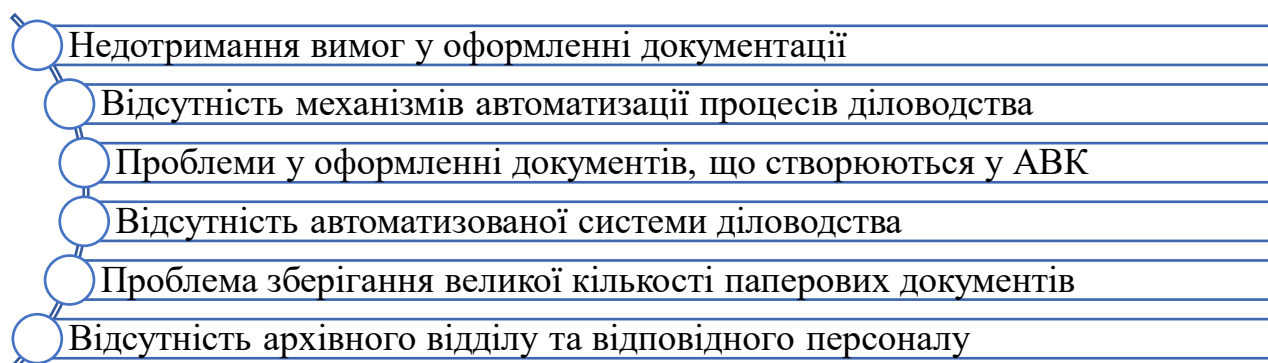 Недотримання вимог у оформленні документації
Відсутність механізмів автоматизації процесів діловодства
Проблеми у оформленні документів, що створюються у АВК
Відсутність автоматизованої системи діловодства
Проблема зберігання великої кількості паперових документів
Відсутність архівного відділу та відповідного персоналу